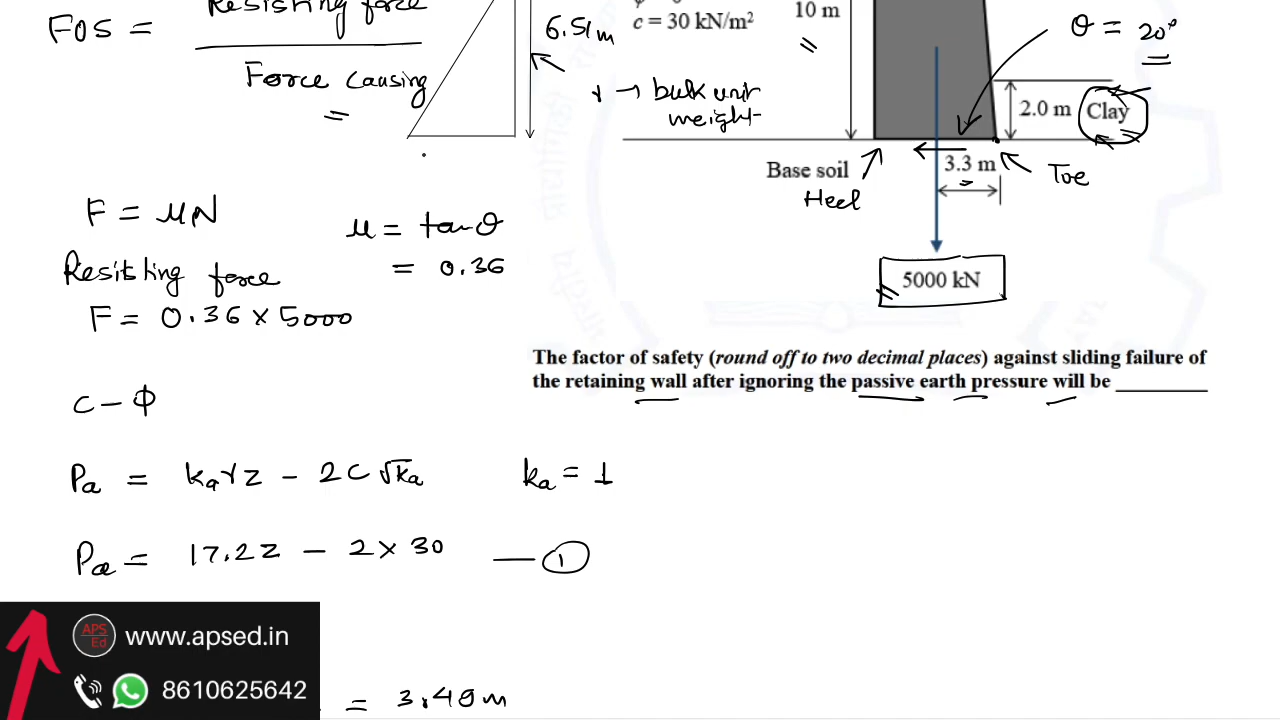 Resisting force
FOS =
Force causing
6.51m
c = 30 kN/m²
10 m
θ = 20°
γ → bulk unit
weight
2.0 m
Clay
3.3 m
Base soil
Heel
Toe
5000 kN
F = μN
μ = tanθ
= 0.36
Resisting force
F = 0.36 × 5000
The factor of safety (round off to two decimal places) against sliding failure of
the retaining wall after ignoring the passive earth pressure will be ________
c - ϕ
Pa = kaγz - 2c√ka
ka = 1
Pa = 17.2z - 2×30 — ①
APS
Ed
www.apsed.in
8610625642
= 3.49m